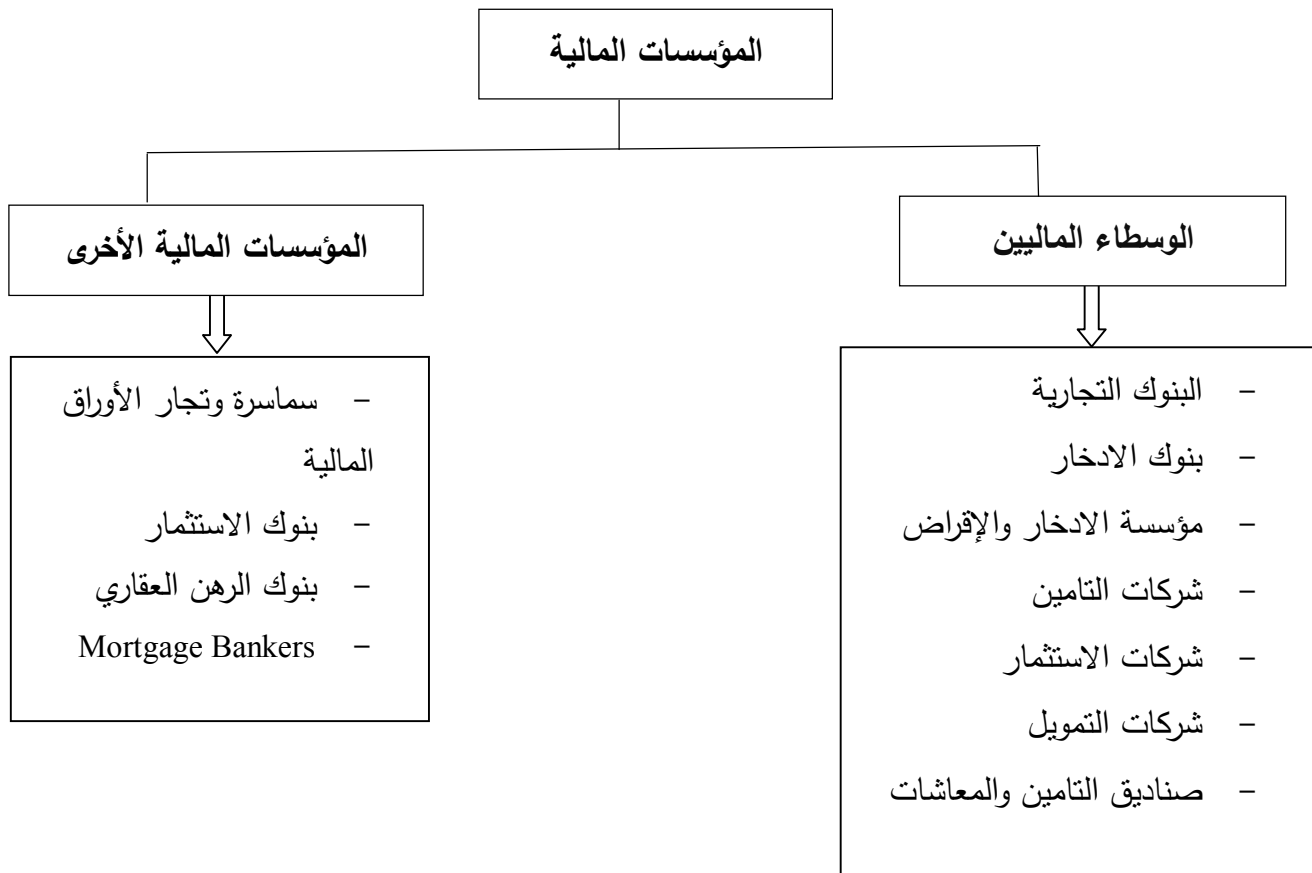 المؤسسات المالية
الوسطاء الماليين
المؤسسات المالية الأخرى
- البنوك التجارية
- بنوك الادخار
- مؤسسة الادخار والإقراض
- شركات التامين
- شركات الاستثمار
- شركات التمويل
- صناديق التامين والمعاشات
- سماسرة وتجار الأوراق
المالية
- بنوك الاستثمار
- بنوك الرهن العقاري
- Mortgage Bankers